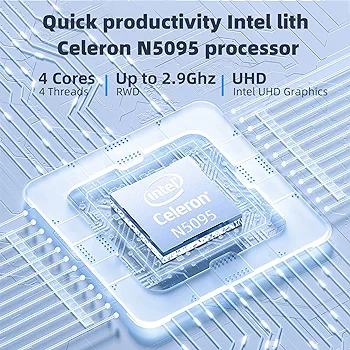 Quick productivity Intel lith
Celeron N5095 processor
4 Cores
4 Threads
Up to 2.9Ghz
RWD
UHD
Intel UHD Graphics
intel
Celeron
N5095